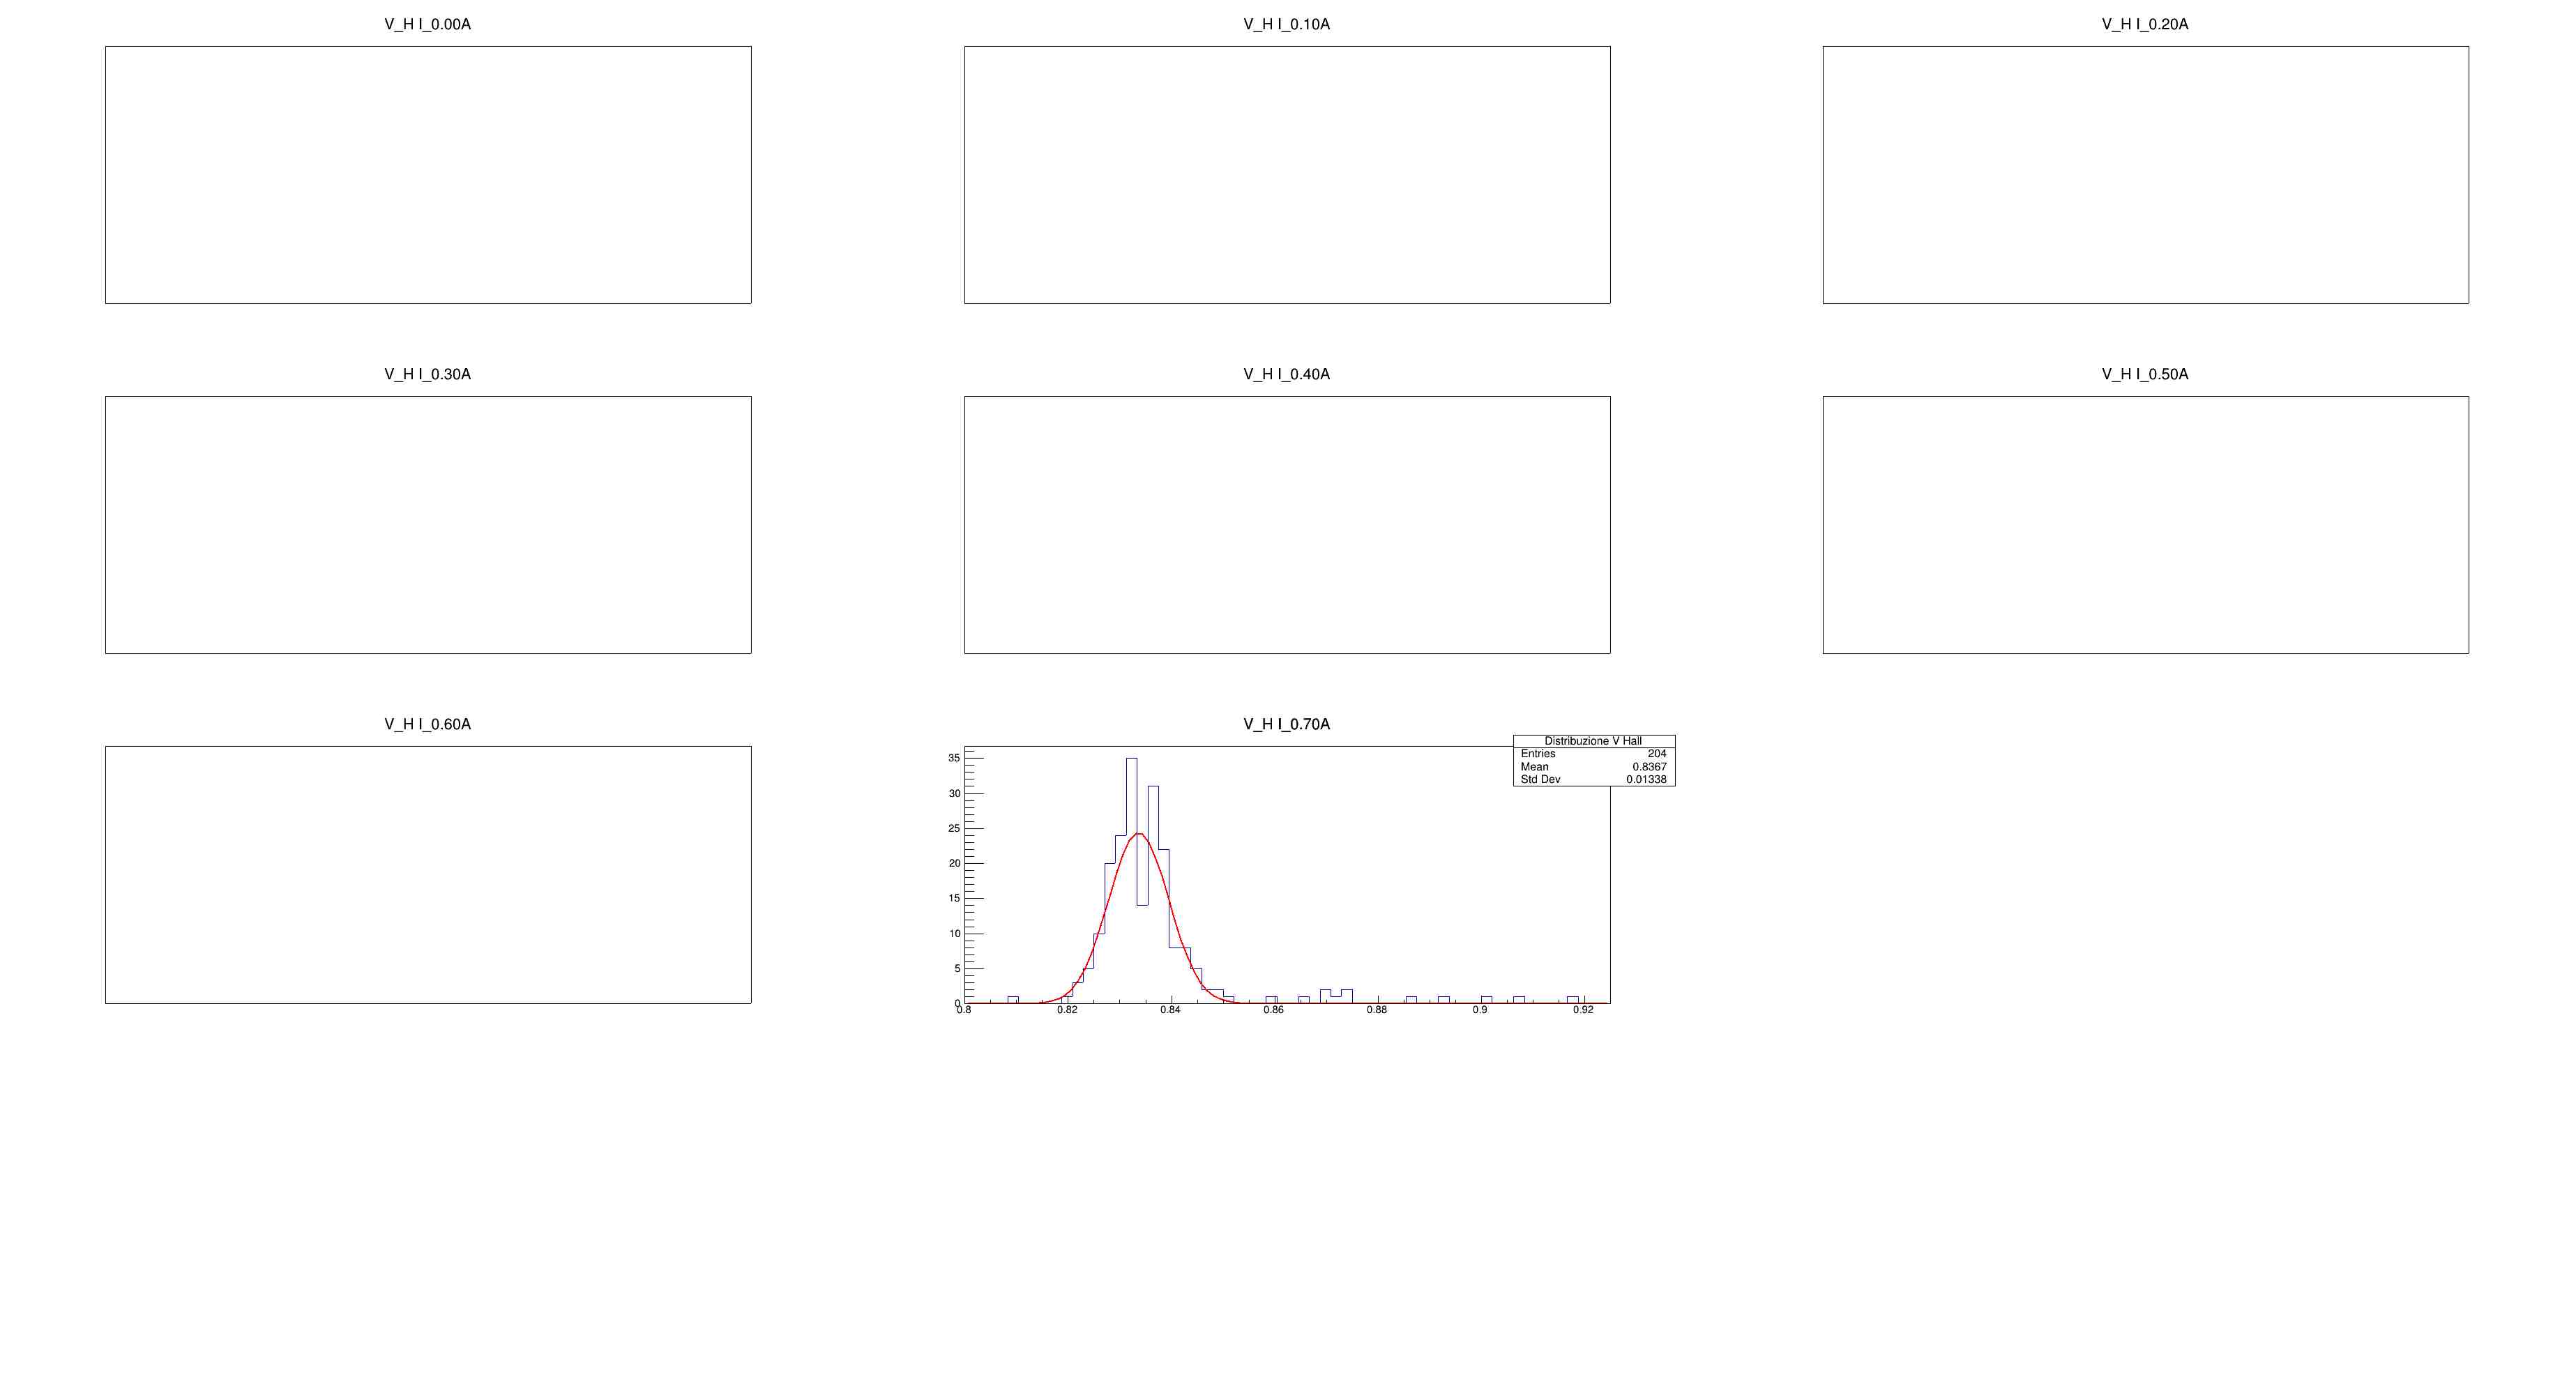 V_H I_0.00A
V_H I_0.10A
V_H I_0.20A
V_H I_0.30A
V_H I_0.40A
V_H I_0.50A
V_H I_0.60A
V_H I_0.70A
Distribuzione V Hall
Entries 204
Mean 0.8367
Std Dev 0.01338
35
30
25
20
15
10
5
0
0.8 0.82 0.84 0.86 0.88 0.9 0.92